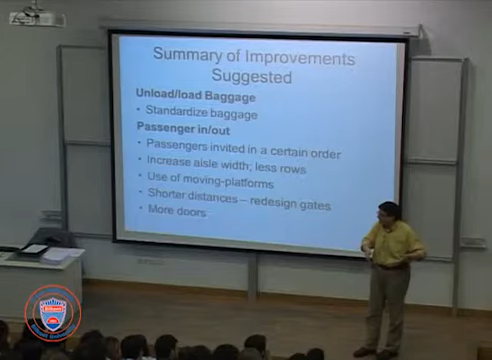 Summary of Improvements
Suggested
Unload/load Baggage
• Standardize baggage
Passenger in/out
• Passengers invited in a certain order
• Increase aisle width; less rows
• Use of moving-platforms
• Shorter distances – redesign gates
• More doors